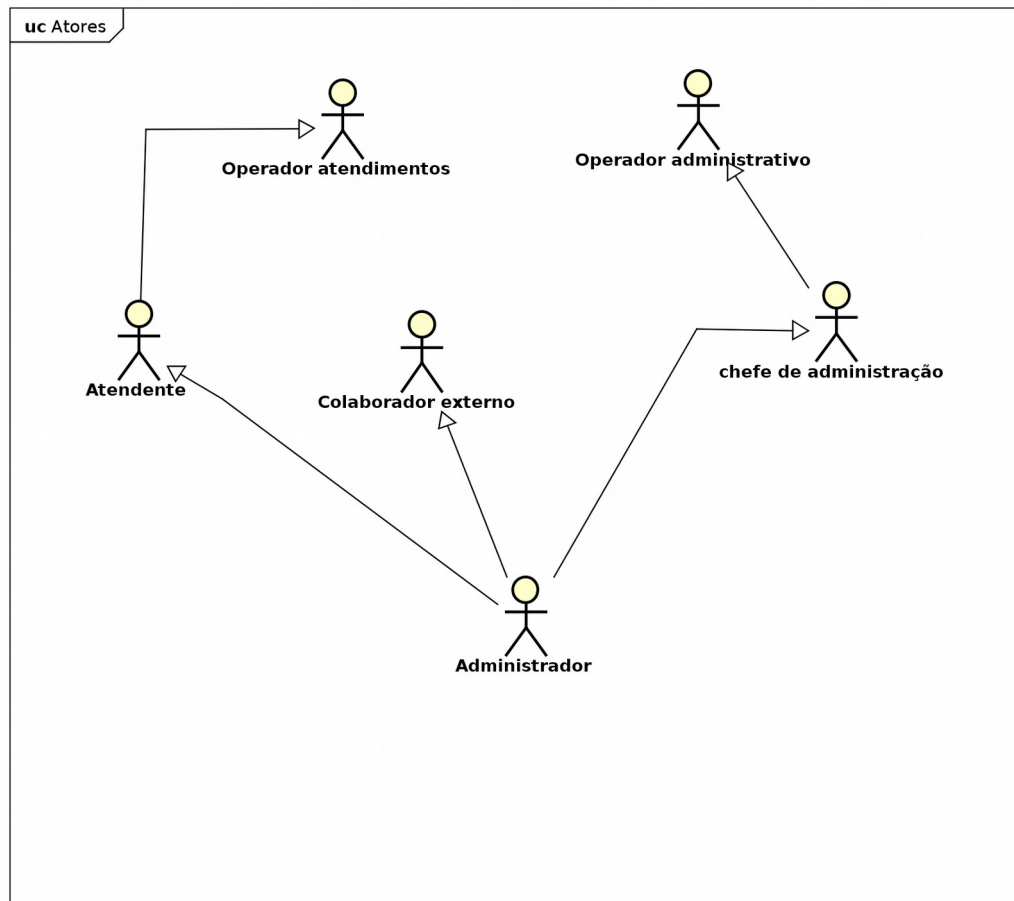 uc Atores
Operador atendimentos
Operador administrativo
Atendente
Colaborador externo
chefe de administração
Administrador